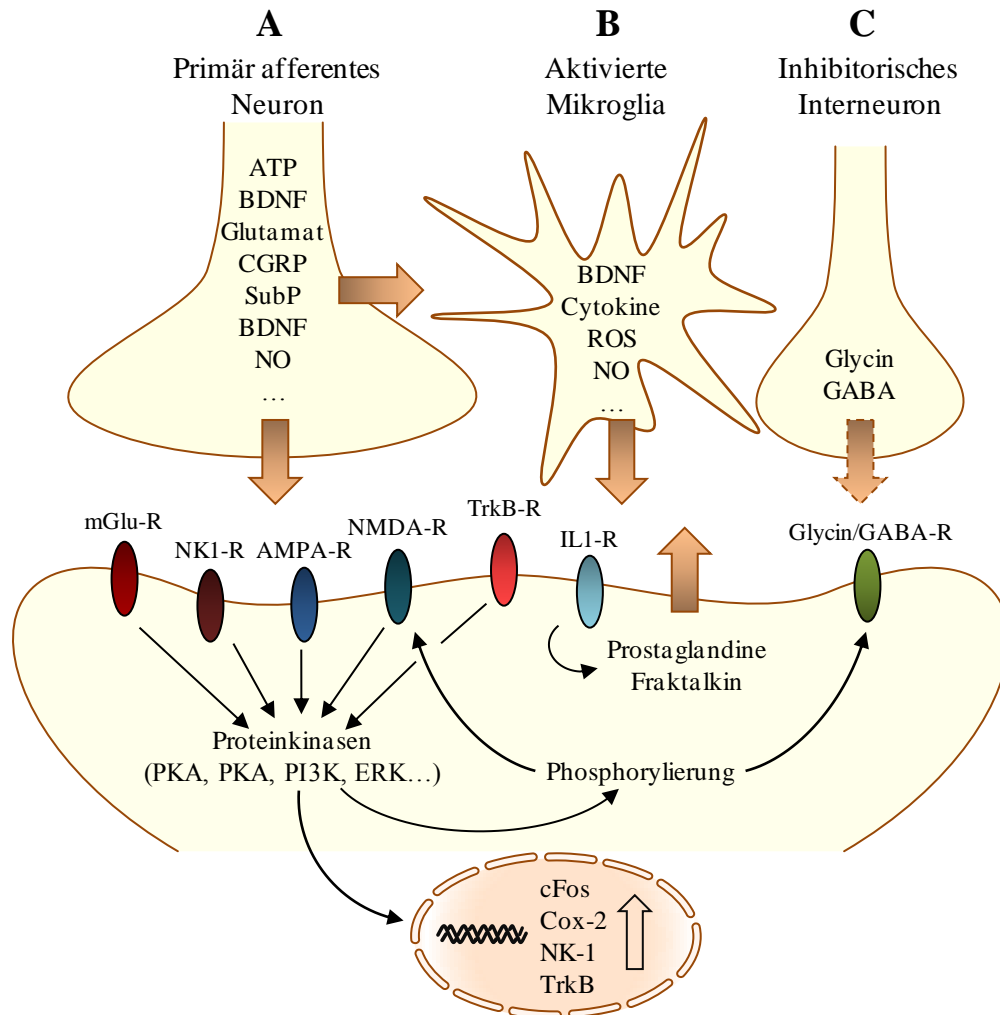 A
Primär afferentes
Neuron
ATP
BDNF
Glutamat
CGRP
SubP
BDNF
NO
…
B
Aktivierte
Mikroglia
BDNF
Cytokine
ROS
NO
…
C
Inhibitorisches
Interneuron
Glycin
GABA
mGlu-R
NK1-R
AMPA-R
NMDA-R
TrkB-R
IL1-R
Glycin/GABA-R
Prostaglandine
Fraktalkin
Proteinkinasen
(PKA, PKA, PI3K, ERK…)
Phosphorylierung
cFos
Cox-2
NK-1
TrkB